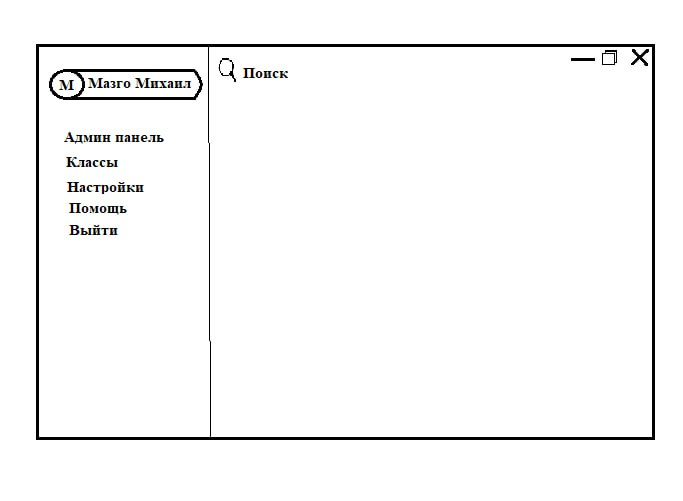 М Мазго Михаил
Поиск
Админ панель
Классы
Настройки
Помощь
Выйти